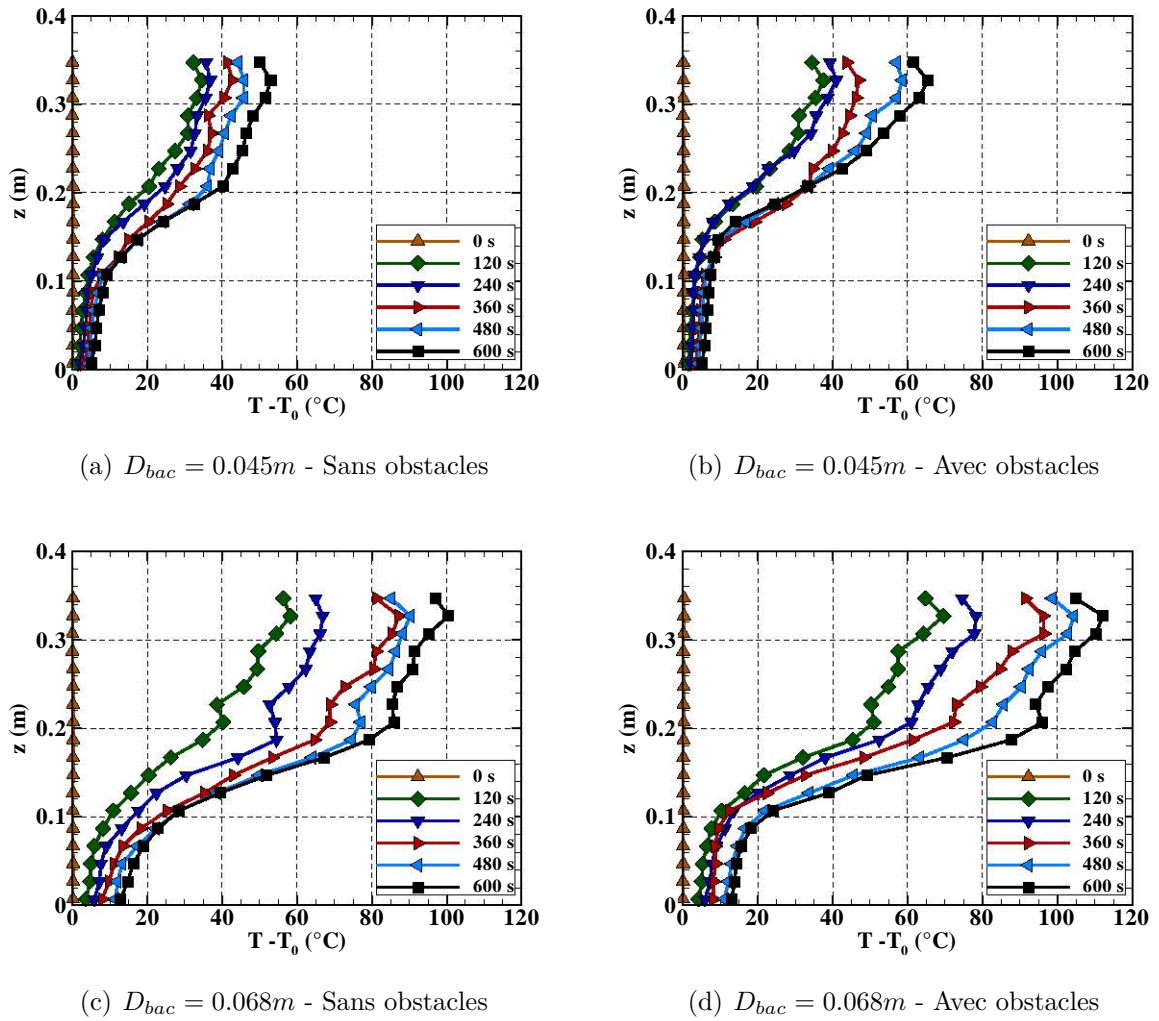 0.4
0.3
0.2
0.1
0
z (m)
0 20 40 60 80 100 120
T -T₀ (°C)
0 s
120 s
240 s
360 s
480 s
600 s
(a) D_bac = 0.045m - Sans obstacles
0.4
0.3
0.2
0.1
0
z (m)
0 20 40 60 80 100 120
T -T₀ (°C)
0 s
120 s
240 s
360 s
480 s
600 s
(b) D_bac = 0.045m - Avec obstacles
0.4
0.3
0.2
0.1
0
z (m)
0 20 40 60 80 100 120
T -T₀ (°C)
0 s
120 s
240 s
360 s
480 s
600 s
(c) D_bac = 0.068m - Sans obstacles
0.4
0.3
0.2
0.1
0
z (m)
0 20 40 60 80 100 120
T -T₀ (°C)
0 s
120 s
240 s
360 s
480 s
600 s
(d) D_bac = 0.068m - Avec obstacles